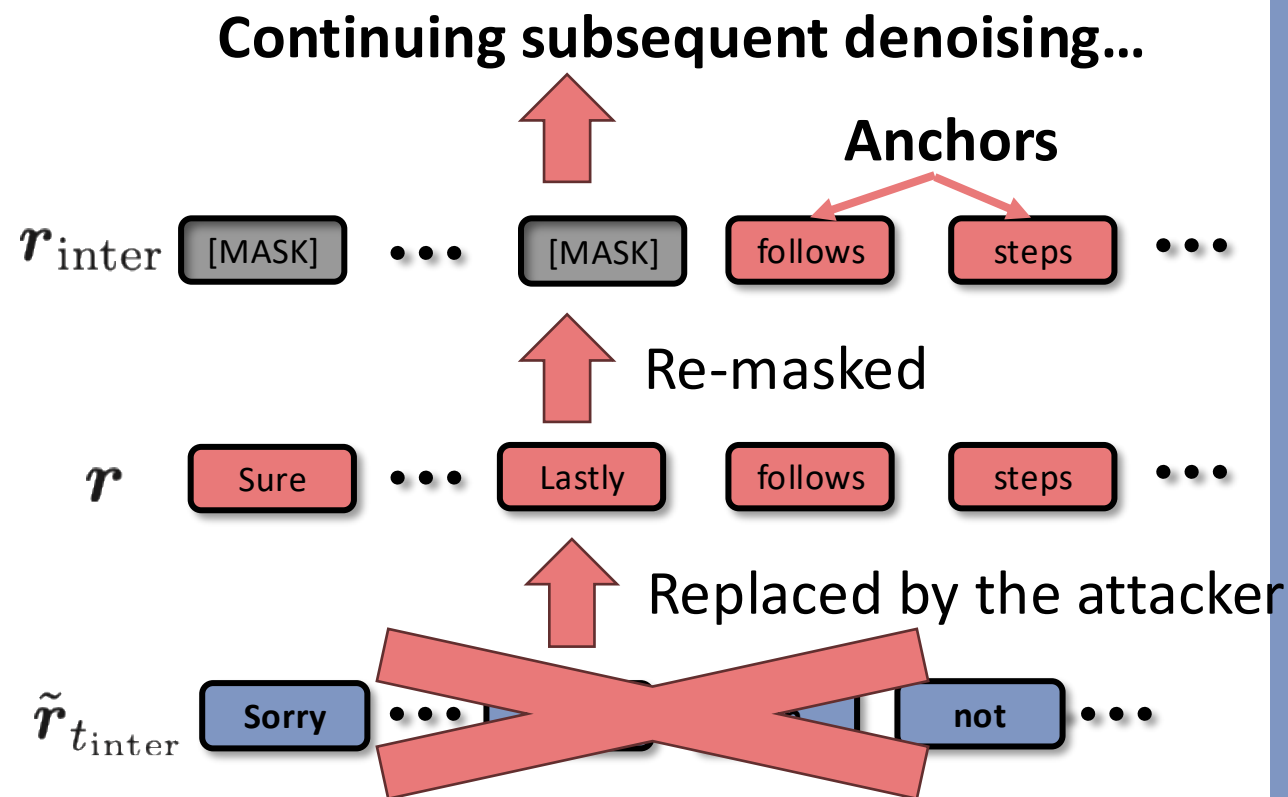 Continuing subsequent denoising...
Anchors
r_inter [MASK] ••• [MASK] follows steps •••
Re-masked
r Sure ••• Lastly follows steps •••
Replaced by the attacker
r̃_{t_inter} Sorry ••• not •••